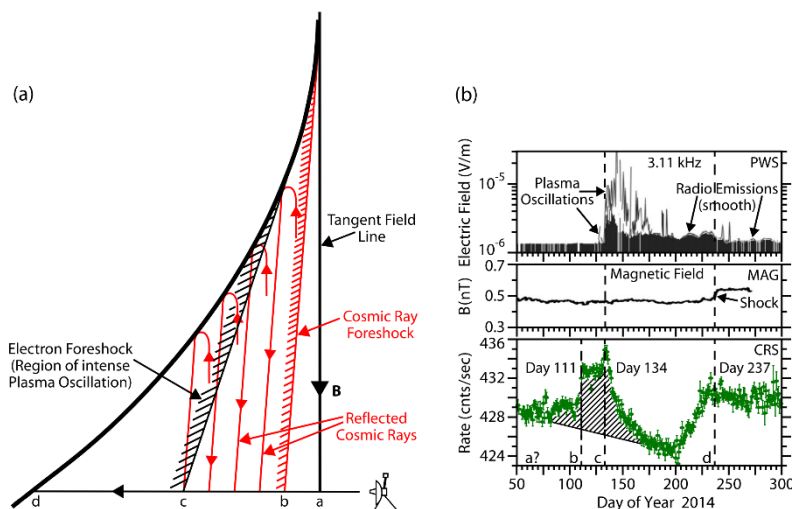 (a)
Tangent Field
Line
Cosmic Ray
Foreshock
Electron Foreshock
(Region of intense
Plasma Oscillation)
B
Reflected
Cosmic Rays
d
c
b
a
(b)
Electric Field (V/m)
10-5
10-6
3.11 kHz
PWS
Plasma
Oscillations
Radio Emissions
(smooth)
B(nT)
0.7
0.5
0.3
Magnetic Field
MAG
Shock
Rate (cnts/sec)
436
432
428
424
CRS
Day 111
Day 134
Day 237
a?
b
c
d
50
100
150
200
250
300
Day of Year 2014